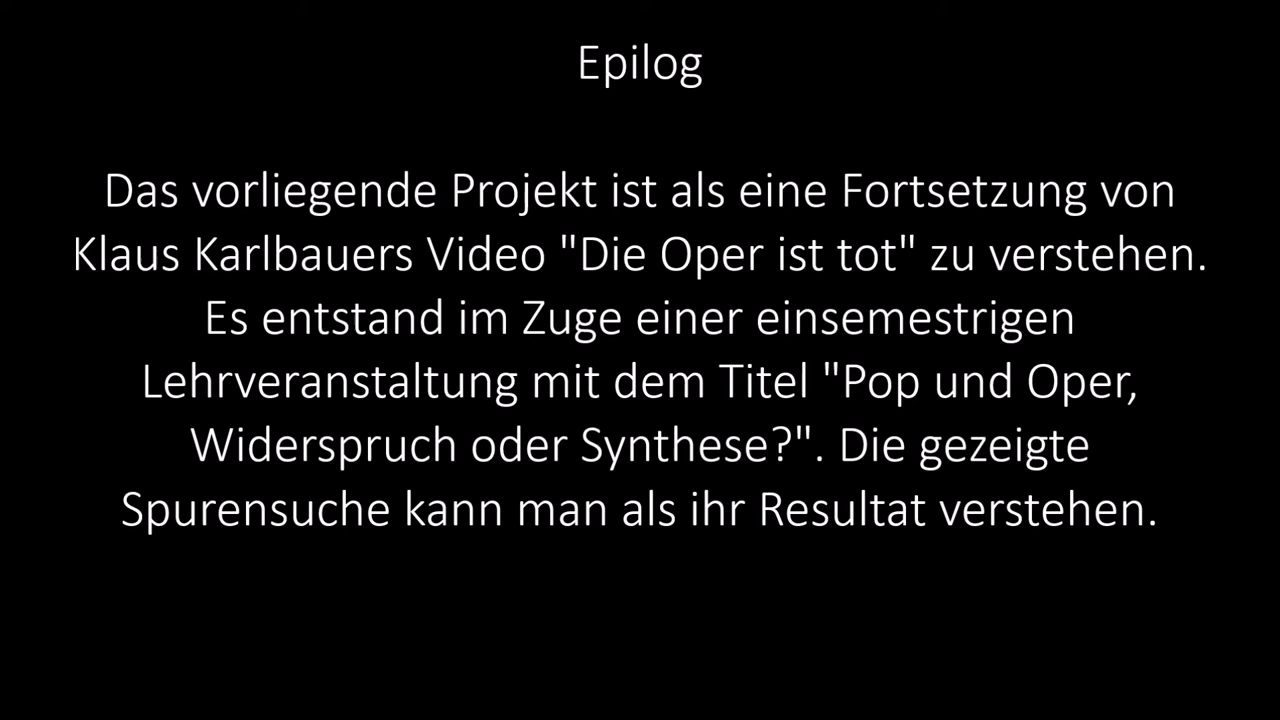 Epilog
Das vorliegende Projekt ist als eine Fortsetzung von
Klaus Karlbauers Video "Die Oper ist tot" zu verstehen.
Es entstand im Zuge einer einsemestrigen
Lehrveranstaltung mit dem Titel "Pop und Oper,
Widerspruch oder Synthese?". Die gezeigte
Spurensuche kann man als ihr Resultat verstehen.